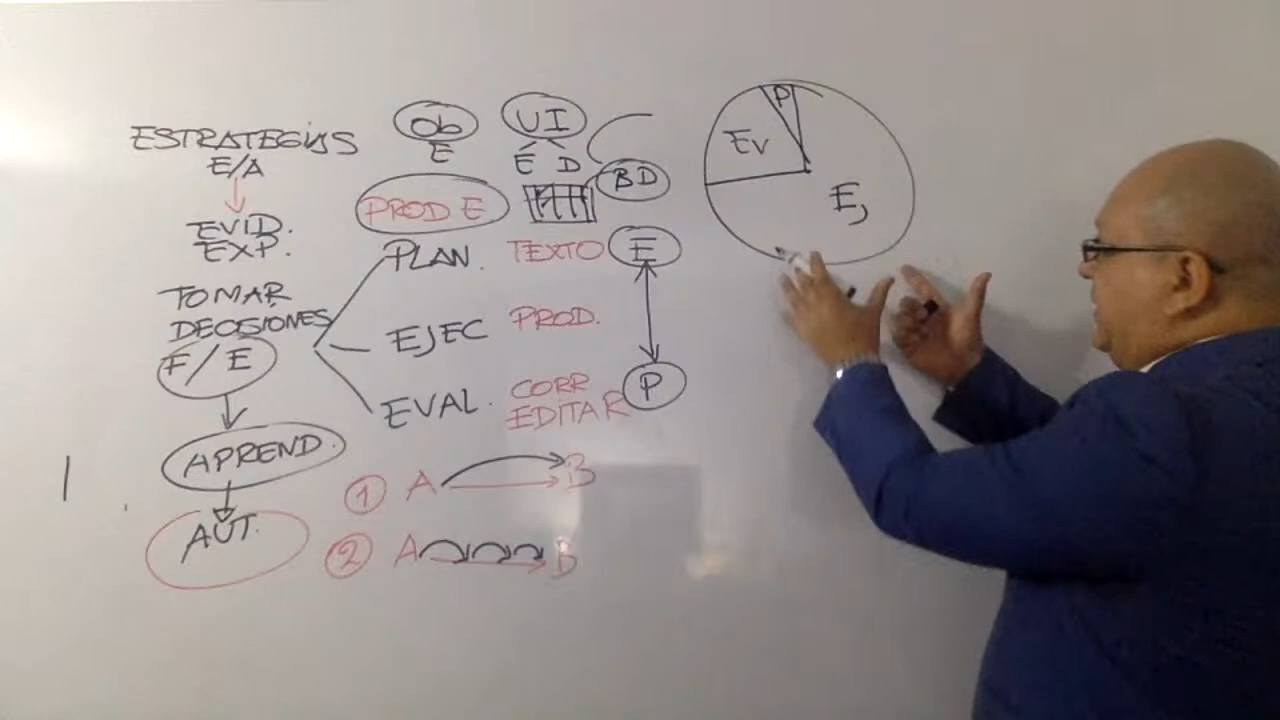 ESTRATEGIAS
E/A
EVID.
EXP.
TOMAR
DECISIONES
F/E
APREND.
AUT.
Ob
E
PROD E
UI
E D
BD
PLAN. TEXTO E
EJEC PROD.
EVAL. CORR
EDITAR P
1 A B
2 A B
P
Ev
Ej